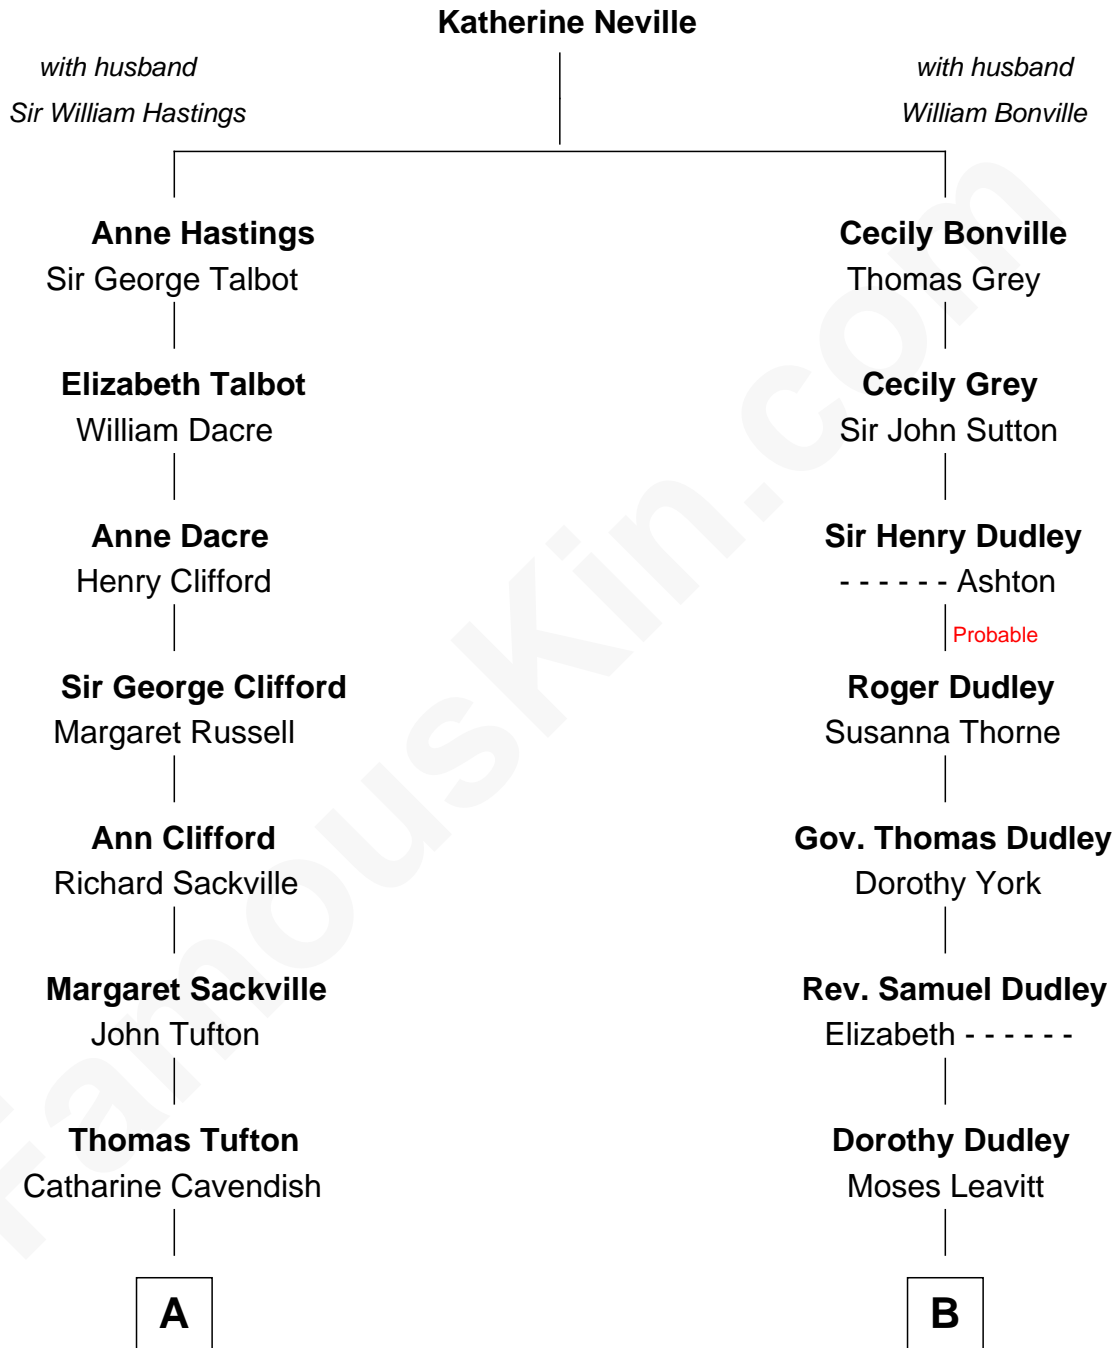 Katherine Neville
with husband
Sir William Hastings
with husband
William Bonville
Anne Hastings
Sir George Talbot
Cecily Bonville
Thomas Grey
Elizabeth Talbot
William Dacre
Cecily Grey
Sir John Sutton
Anne Dacre
Henry Clifford
Sir Henry Dudley
- - - - - - Ashton
Probable
Sir George Clifford
Margaret Russell
Roger Dudley
Susanna Thorne
Ann Clifford
Richard Sackville
Gov. Thomas Dudley
Dorothy York
Margaret Sackville
John Tufton
Rev. Samuel Dudley
Elizabeth - - - - - -
Thomas Tufton
Catharine Cavendish
Dorothy Dudley
Moses Leavitt
A
B
FamousKin.com